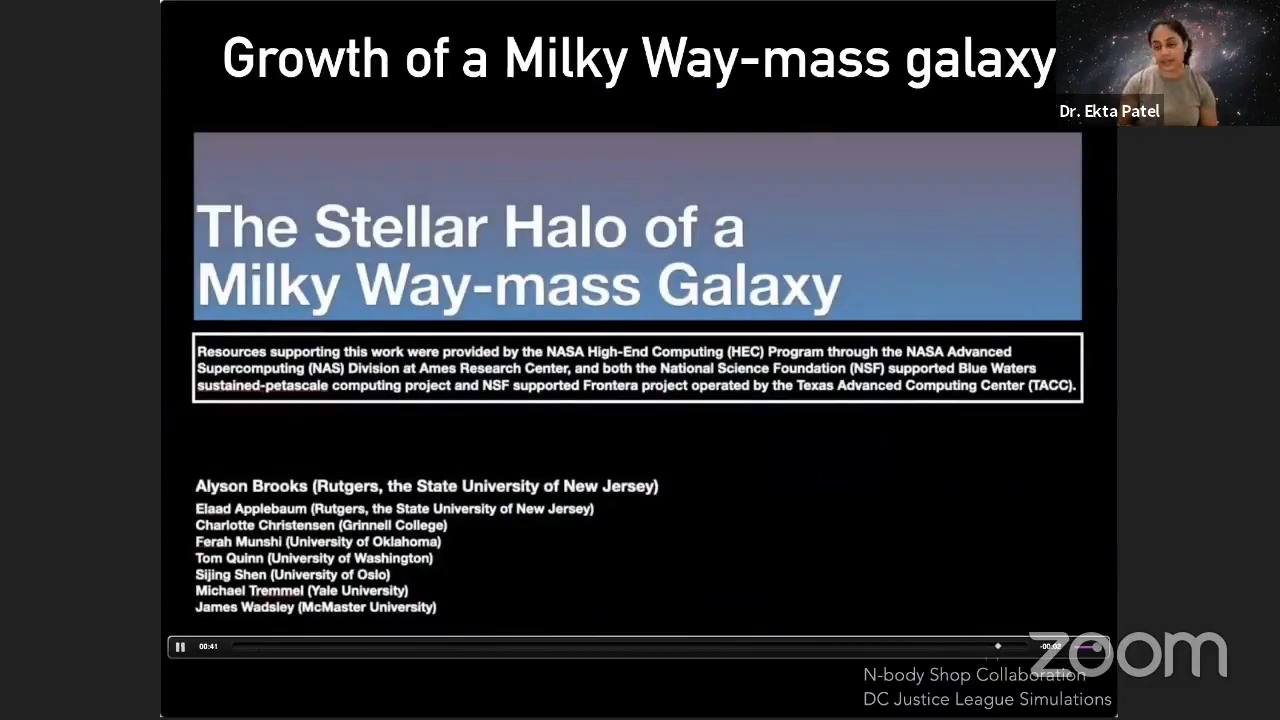 Growth of a Milky Way-mass galaxy
Dr. Ekta Patel
The Stellar Halo of a
Milky Way-mass Galaxy
Resources supporting this work were provided by the NASA High-End Computing (HEC) Program through the NASA Advanced
Supercomputing (NAS) Division at Ames Research Center, and both the National Science Foundation (NSF) supported Blue Waters
sustained-petascale computing project and NSF supported Frontera project operated by the Texas Advanced Computing Center (TACC).
Alyson Brooks (Rutgers, the State University of New Jersey)
Elaad Applebaum (Rutgers, the State University of New Jersey)
Charlotte Christensen (Grinnell College)
Ferah Munshi (University of Oklahoma)
Tom Quinn (University of Washington)
Sijing Shen (University of Oslo)
Michael Tremmel (Yale University)
James Wadsley (McMaster University)
00:41
-00:02
zoom
N-body Shop Collaboration
DC Justice League Simulations